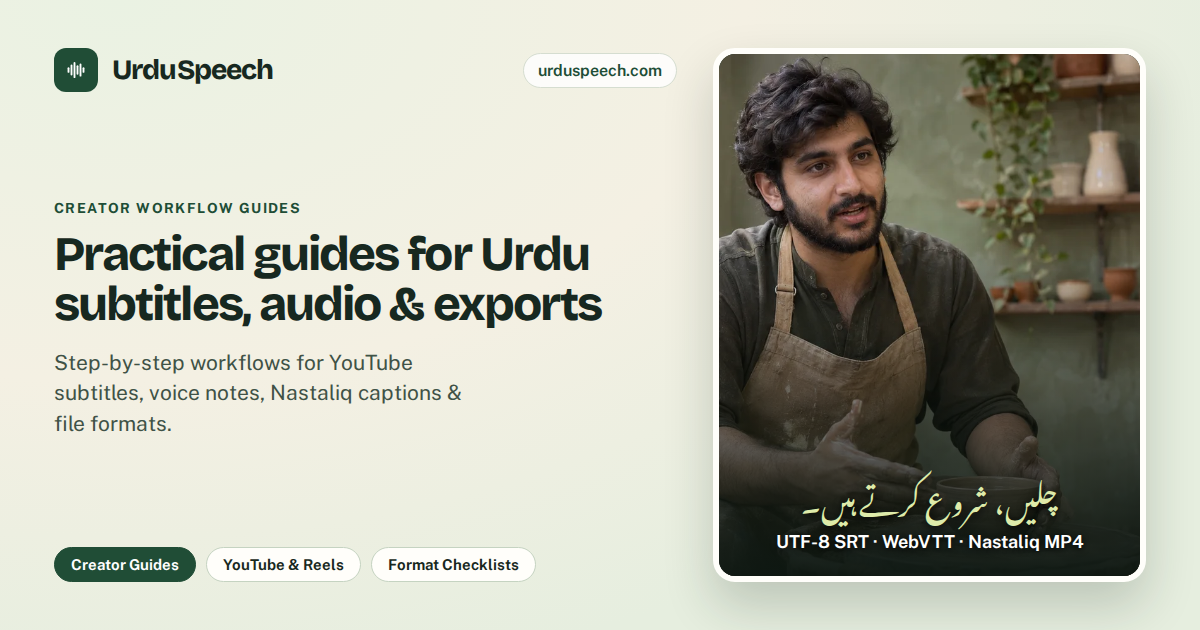 UrduSpeech
urduspeech.com
CREATOR WORKFLOW GUIDES
Practical guides for Urdu
subtitles, audio & exports
Step-by-step workflows for YouTube
subtitles, voice notes, Nastaliq captions &
file formats.
Creator Guides
YouTube & Reels
Format Checklists
چلیں، شروع کرتے ہیں۔
UTF-8 SRT · WebVTT · Nastaliq MP4